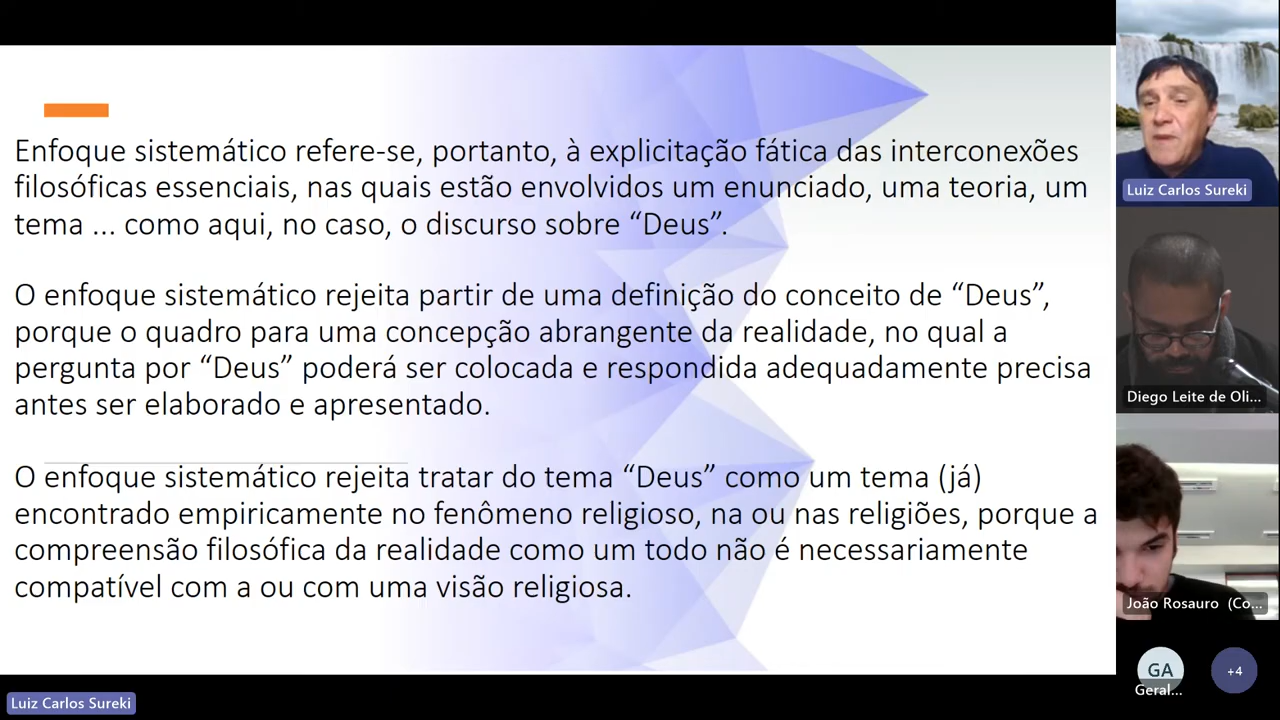 Enfoque sistemático refere-se, portanto, à explicitação fática das interconexões
filosóficas essenciais, nas quais estão envolvidos um enunciado, uma teoria, um
tema ... como aqui, no caso, o discurso sobre “Deus”.
O enfoque sistemático rejeita partir de uma definição do conceito de “Deus”,
porque o quadro para uma concepção abrangente da realidade, no qual a
pergunta por “Deus” poderá ser colocada e respondida adequadamente precisa
antes ser elaborado e apresentado.
O enfoque sistemático rejeita tratar do tema “Deus” como um tema (já)
encontrado empiricamente no fenômeno religioso, na ou nas religiões, porque a
compreensão filosófica da realidade como um todo não é necessariamente
compatível com a ou com uma visão religiosa.
Luiz Carlos Sureki
Diego Leite de Oli...
João Rosauro (Co...
GA
Geral...
+4
Luiz Carlos Sureki